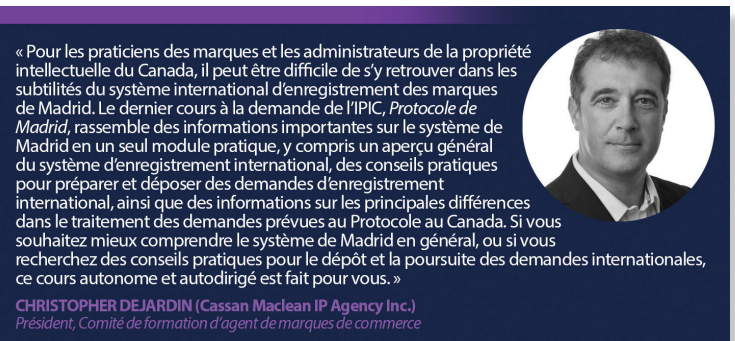 « Pour les praticiens des marques et les administrateurs de la propriété
intellectuelle du Canada, il peut être difficile de s’y retrouver dans les
subtilités du système international d’enregistrement des marques
de Madrid. Le dernier cours à la demande de l’IPIC, Protocole de
Madrid, rassemble des informations importantes sur le système de
Madrid en un seul module pratique, y compris un aperçu général
du système d’enregistrement international, des conseils pratiques
pour préparer et déposer des demandes d’enregistrement
international, ainsi que des informations sur les principales différences
dans le traitement des demandes prévues au Protocole au Canada. Si vous
souhaitez mieux comprendre le système de Madrid en général, ou si vous
recherchez des conseils pratiques pour le dépôt et la poursuite des demandes internationales,
ce cours autonome et autodirigé est fait pour vous. »
CHRISTOPHER DEJARDIN (Cassan Maclean IP Agency Inc.)
Président, Comité de formation d’agent de marques de commerce